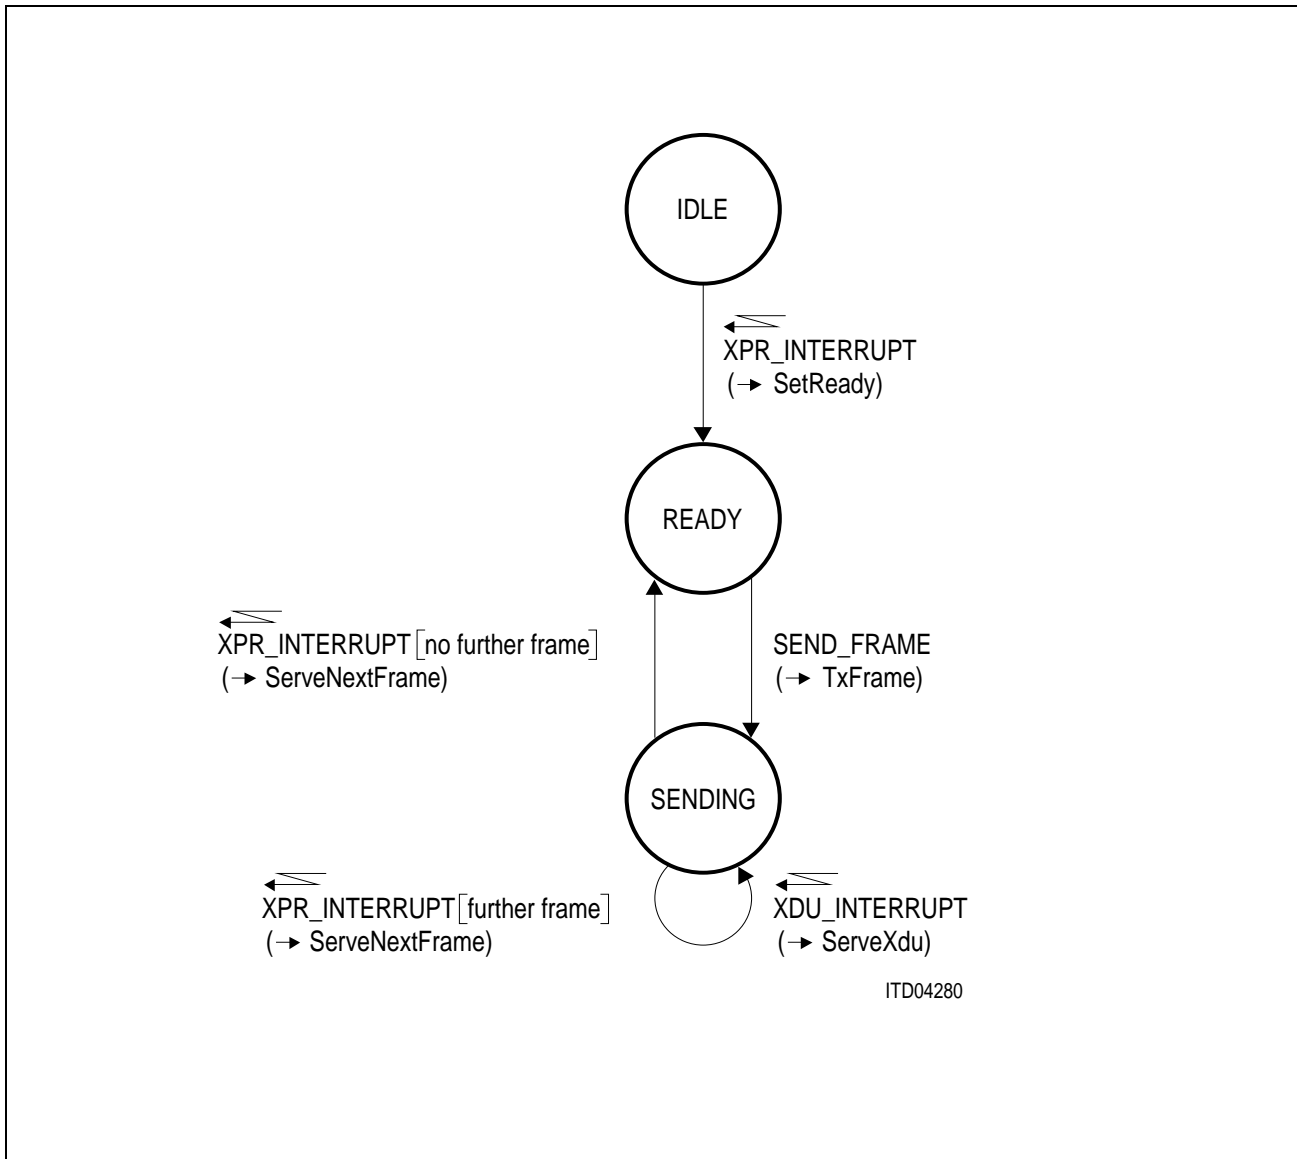 IDLE
XPR_INTERRUPT
(→ SetReady)
READY
XPR_INTERRUPT [no further frame]
(→ ServeNextFrame)
SEND_FRAME
(→ TxFrame)
SENDING
XPR_INTERRUPT [further frame]
(→ ServeNextFrame)
XDU_INTERRUPT
(→ ServeXdu)
ITD04280